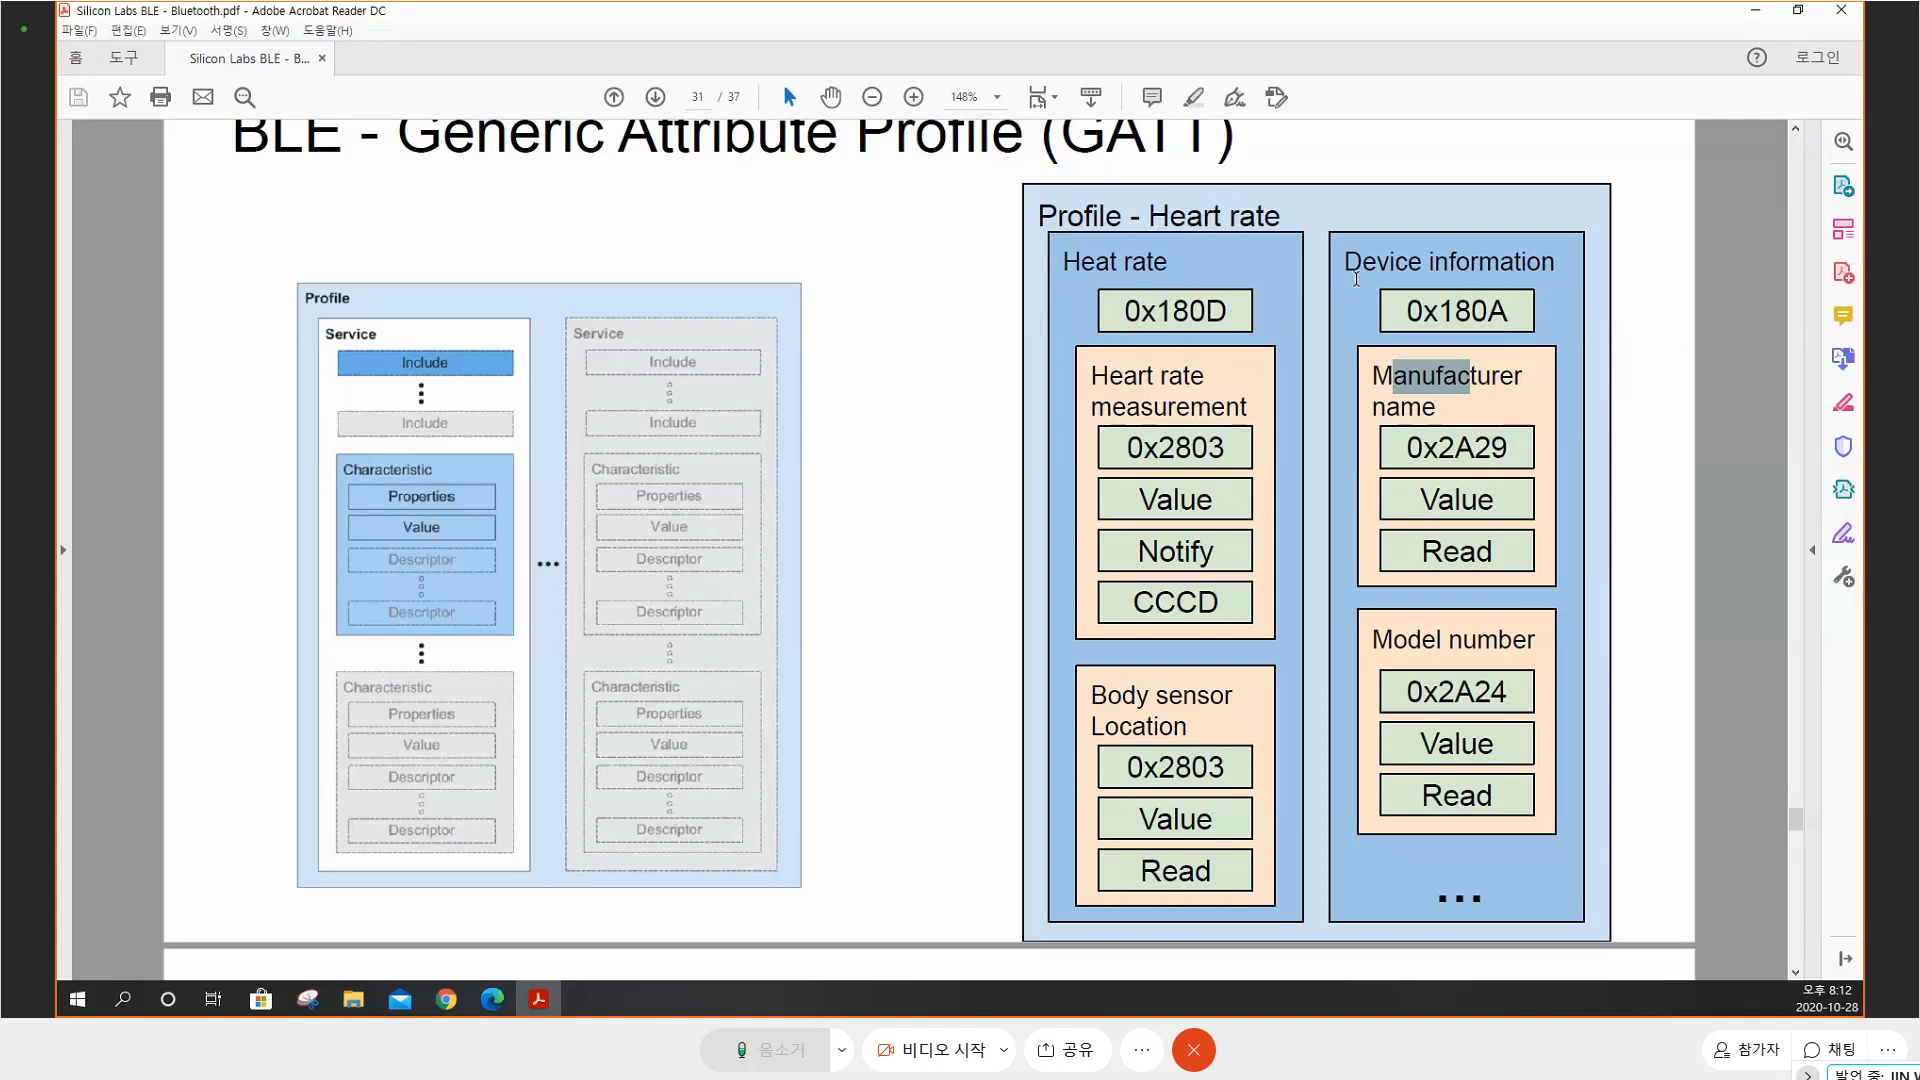 Silicon Labs BLE - Bluetooth.pdf - Adobe Acrobat Reader DC
파일(F) 편집(E) 보기(V) 서명(S) 창(W) 도움말(H)
홈 도구 Silicon Labs BLE - B... × 로그인
31 / 37 148%
BLE - Generic Attribute Profile (GATT)
Profile
Service
Include
Include
Characteristic
Properties
Value
Descriptor
Descriptor
Characteristic
Properties
Value
Descriptor
Descriptor
...
Service
Include
Include
Characteristic
Properties
Value
Descriptor
Descriptor
Characteristic
Properties
Value
Descriptor
Descriptor
Profile - Heart rate
Heat rate
0x180D
Heart rate
measurement
0x2803
Value
Notify
CCCD
Body sensor
Location
0x2803
Value
Read
Device information
0x180A
Manufacturer
name
0x2A29
Value
Read
Model number
0x2A24
Value
Read
...
오후 8:12
2020-10-28
음소거 비디오 시작 공유 ... 참가자 채팅 ...
발언 중: JIN